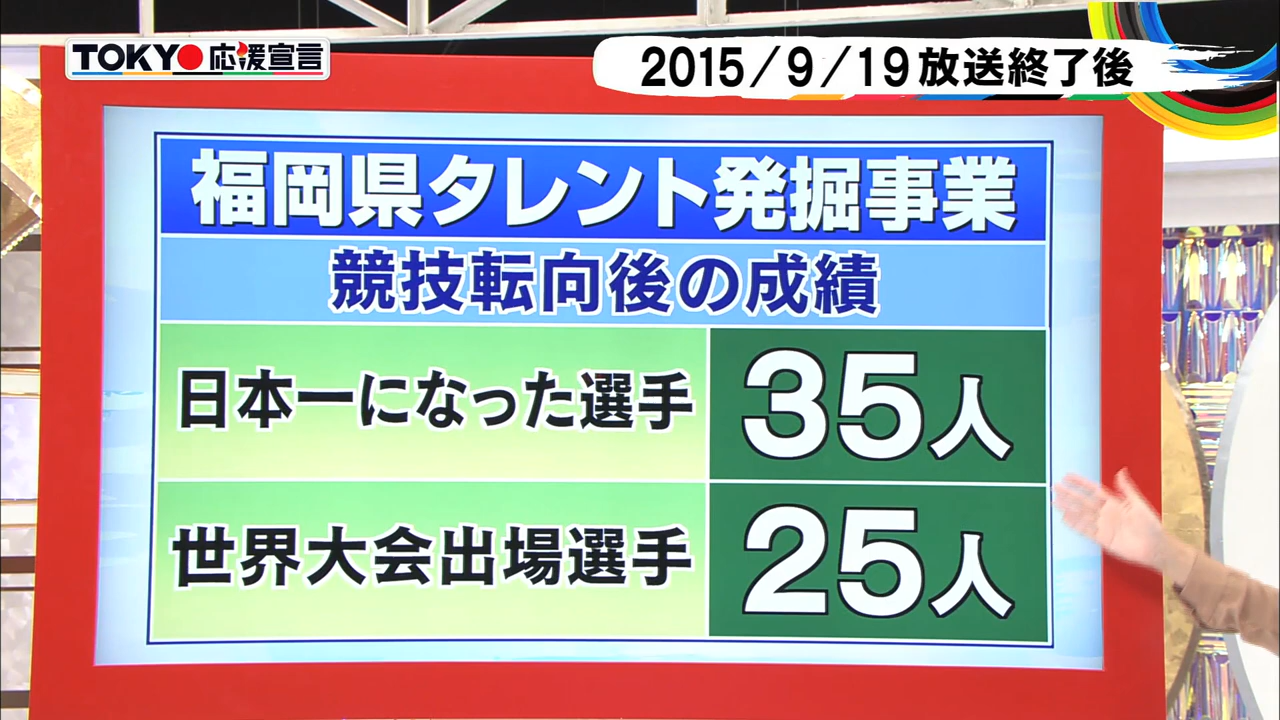 TOKYO応援宣言
2015/9/19放送終了後
福岡県タレント発掘事業
競技転向後の成績
日本一になった選手 35人
世界大会出場選手 25人